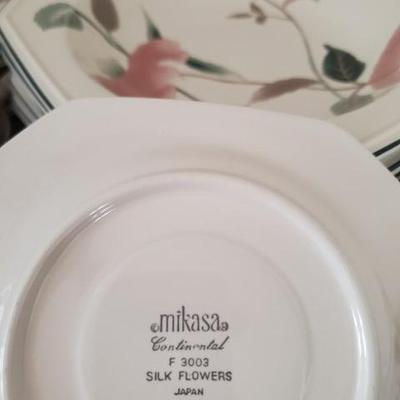 mikasa
Continental
F 3003
SILK FLOWERS
JAPAN